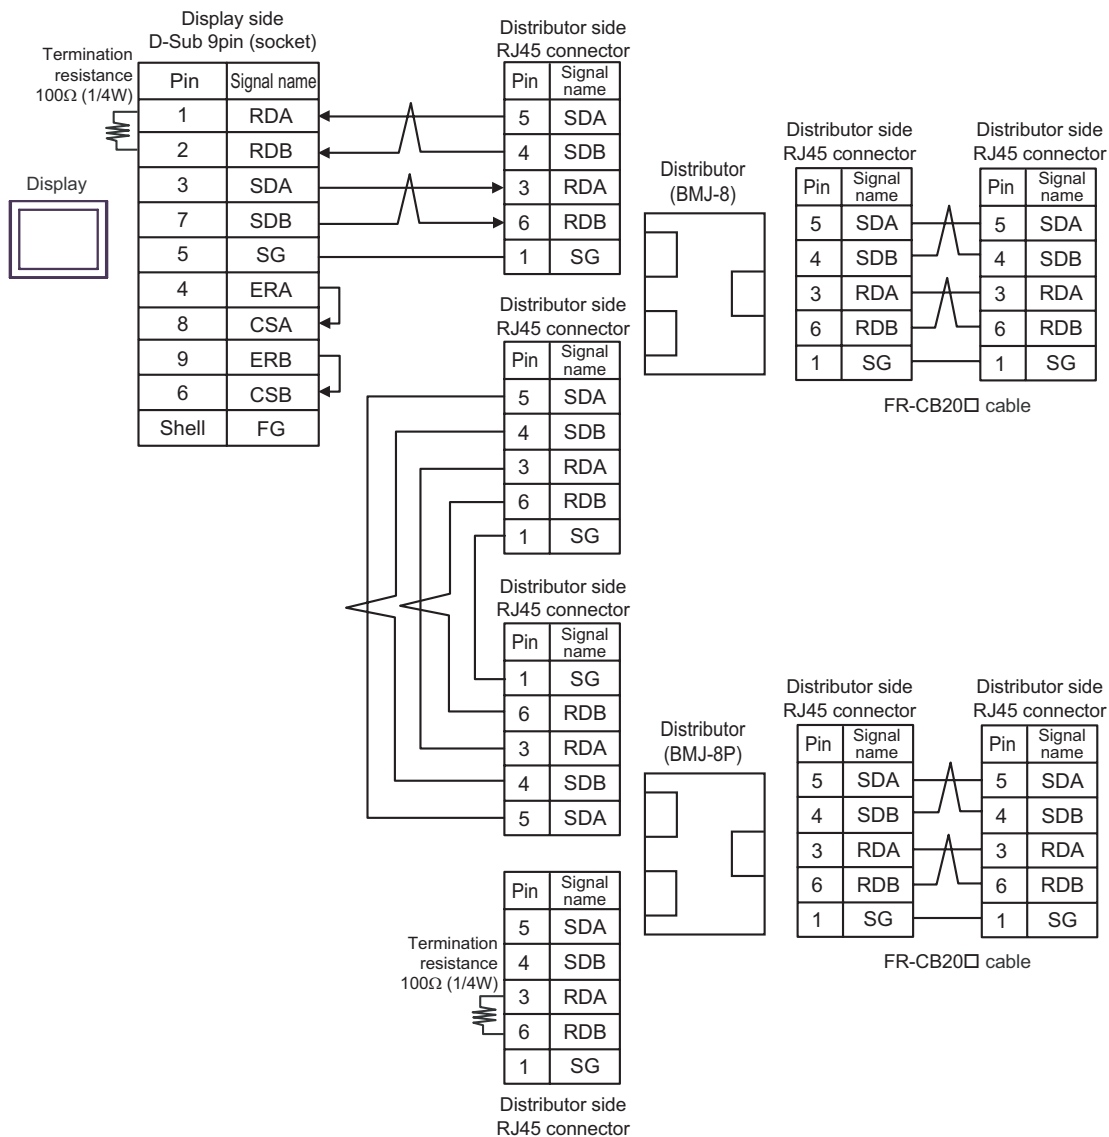 Display side
D-Sub 9pin (socket)
Termination
resistance
100Ω (1/4W)
Pin Signal name
1 RDA
2 RDB
3 SDA
7 SDB
5 SG
4 ERA
8 CSA
9 ERB
6 CSB
Shell FG
Display
Distributor side
RJ45 connector
Pin Signal
name
5 SDA
4 SDB
3 RDA
6 RDB
1 SG
Distributor side
RJ45 connector
Pin Signal
name
5 SDA
4 SDB
3 RDA
6 RDB
1 SG
Distributor side
RJ45 connector
Pin Signal
name
1 SG
6 RDB
3 RDA
4 SDB
5 SDA
Pin Signal
name
5 SDA
4 SDB
3 RDA
6 RDB
1 SG
Termination
resistance
100Ω (1/4W)
Distributor side
RJ45 connector
Distributor
(BMJ-8)
Distributor side
RJ45 connector
Pin Signal
name
5 SDA
4 SDB
3 RDA
6 RDB
1 SG
Distributor side
RJ45 connector
Pin Signal
name
5 SDA
4 SDB
3 RDA
6 RDB
1 SG
FR-CB20□ cable
Distributor
(BMJ-8P)
Distributor side
RJ45 connector
Pin Signal
name
5 SDA
4 SDB
3 RDA
6 RDB
1 SG
Distributor side
RJ45 connector
Pin Signal
name
5 SDA
4 SDB
3 RDA
6 RDB
1 SG
FR-CB20□ cable